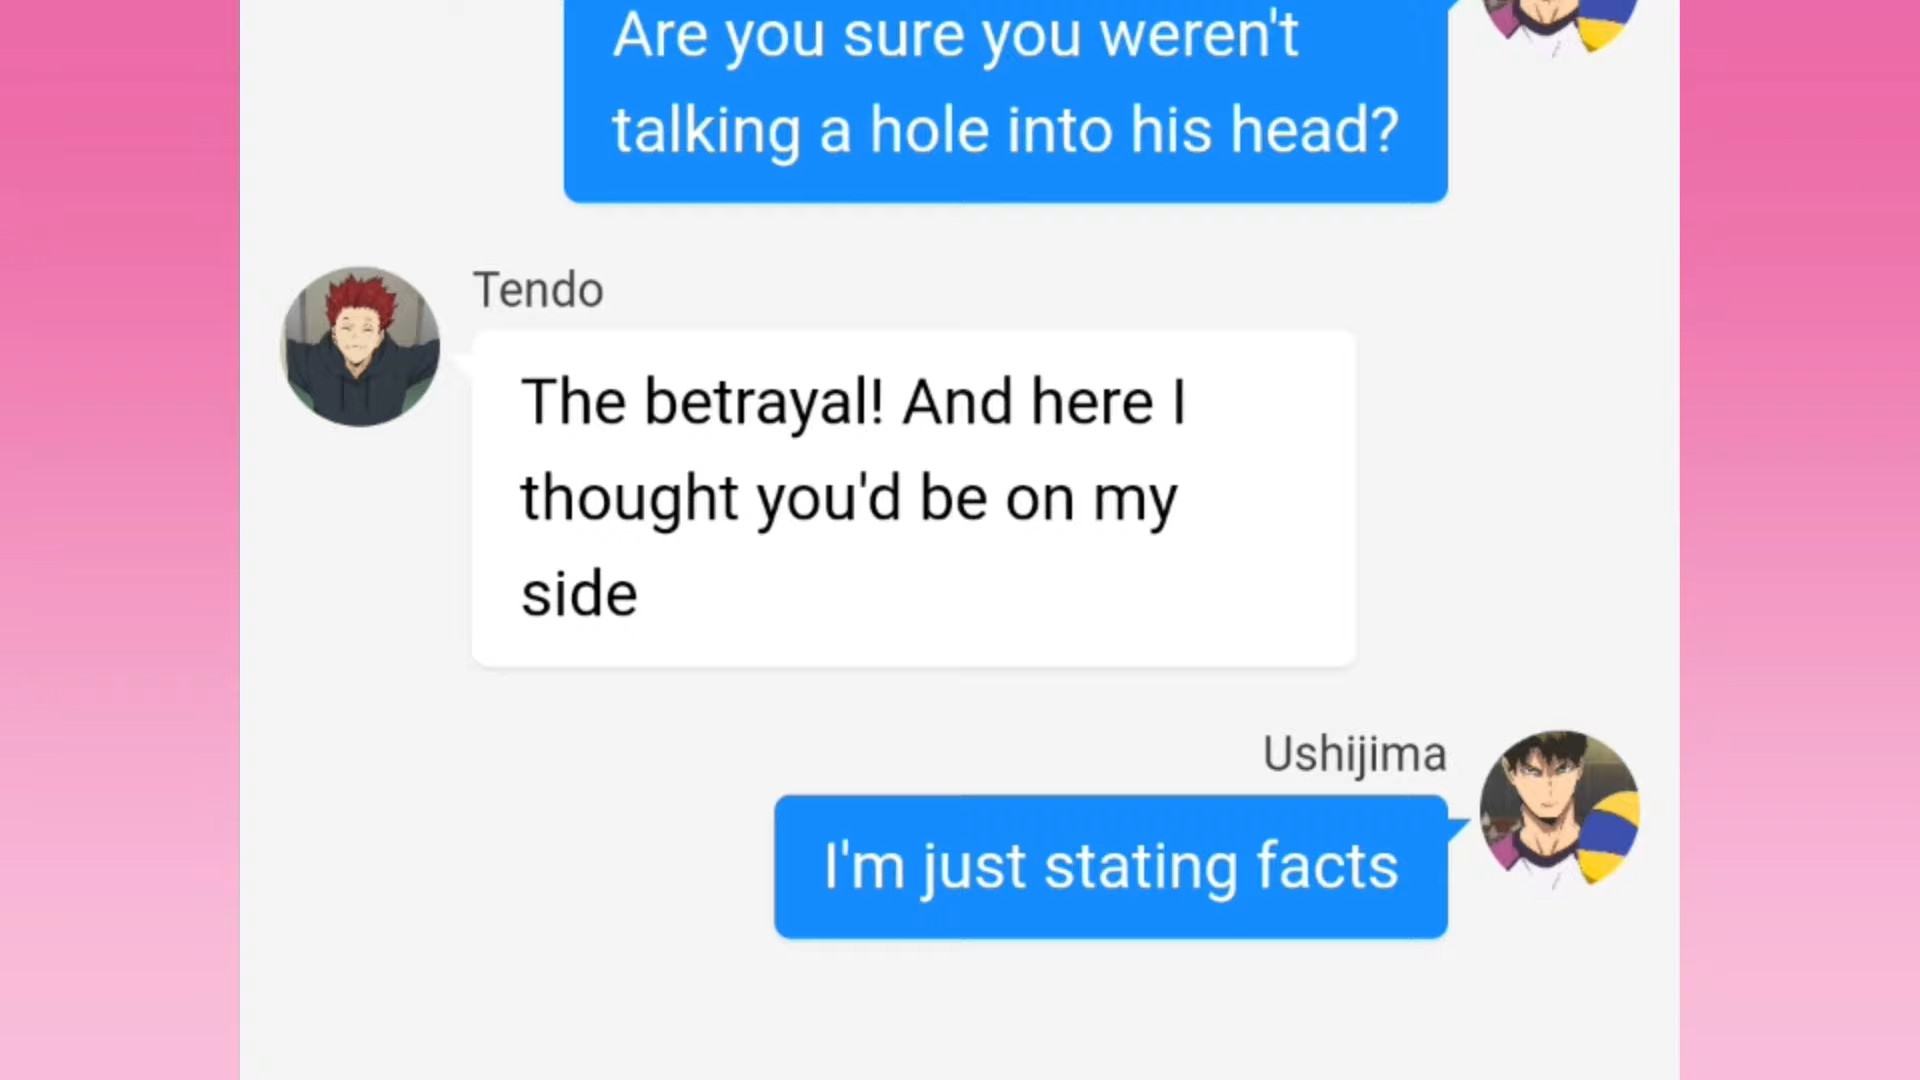 Are you sure you weren't
talking a hole into his head?
Tendo
The betrayal! And here I
thought you'd be on my
side
Ushijima
I'm just stating facts